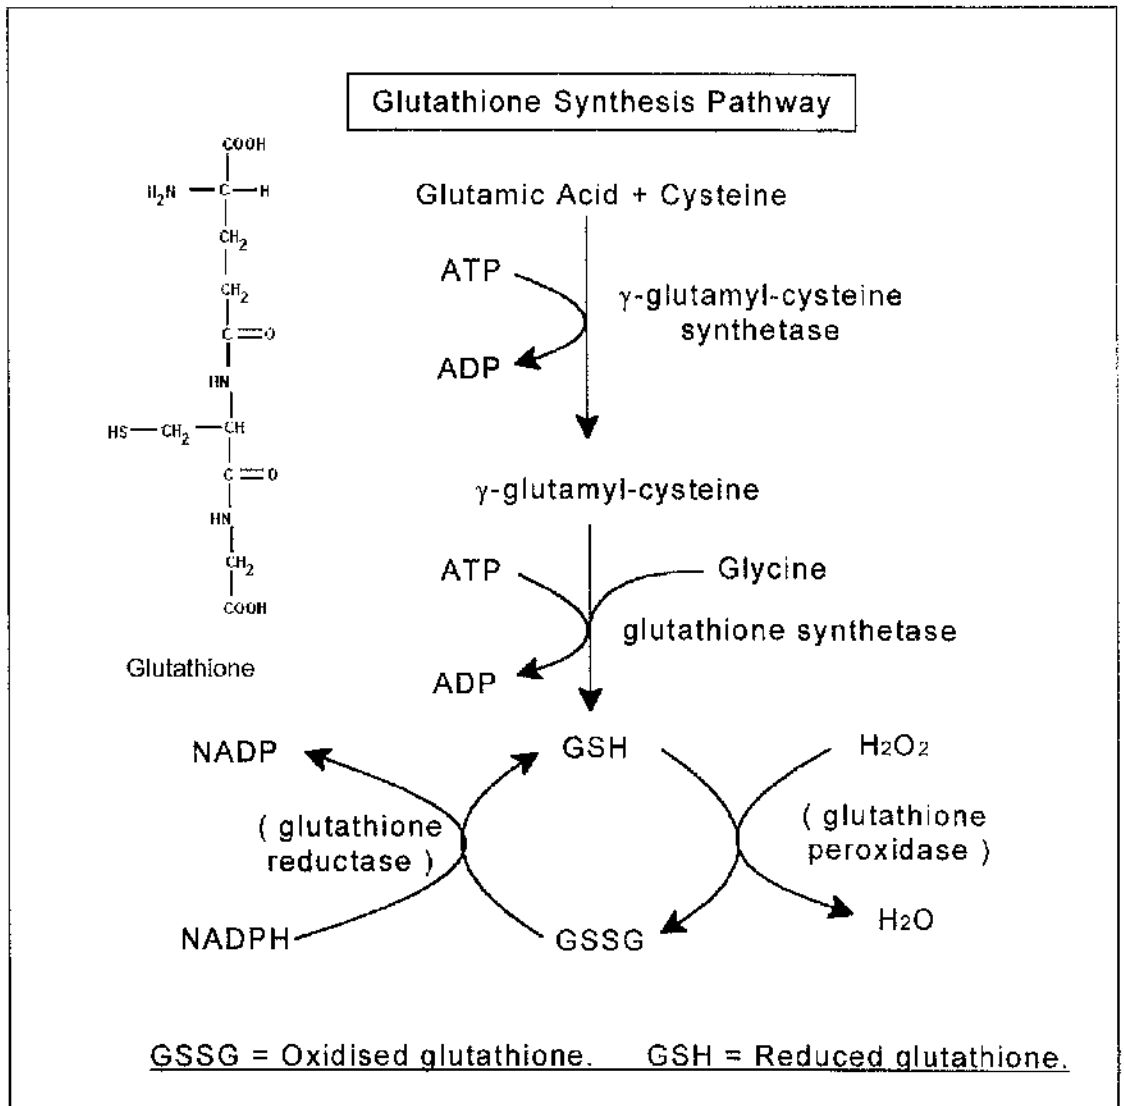 Glutathione Synthesis Pathway
COOH
H2N — C — H
CH2
CH2
C = O
HN
HS — CH2 — CH
C = O
HN
CH2
COOH
Glutathione
Glutamic Acid + Cysteine
ATP
γ-glutamyl-cysteine
synthetase
ADP
γ-glutamyl-cysteine
ATP
Glycine
glutathione synthetase
ADP
NADP
GSH
H2O2
( glutathione
reductase )
( glutathione
peroxidase )
NADPH
GSSG
H2O
GSSG = Oxidised glutathione. GSH = Reduced glutathione.